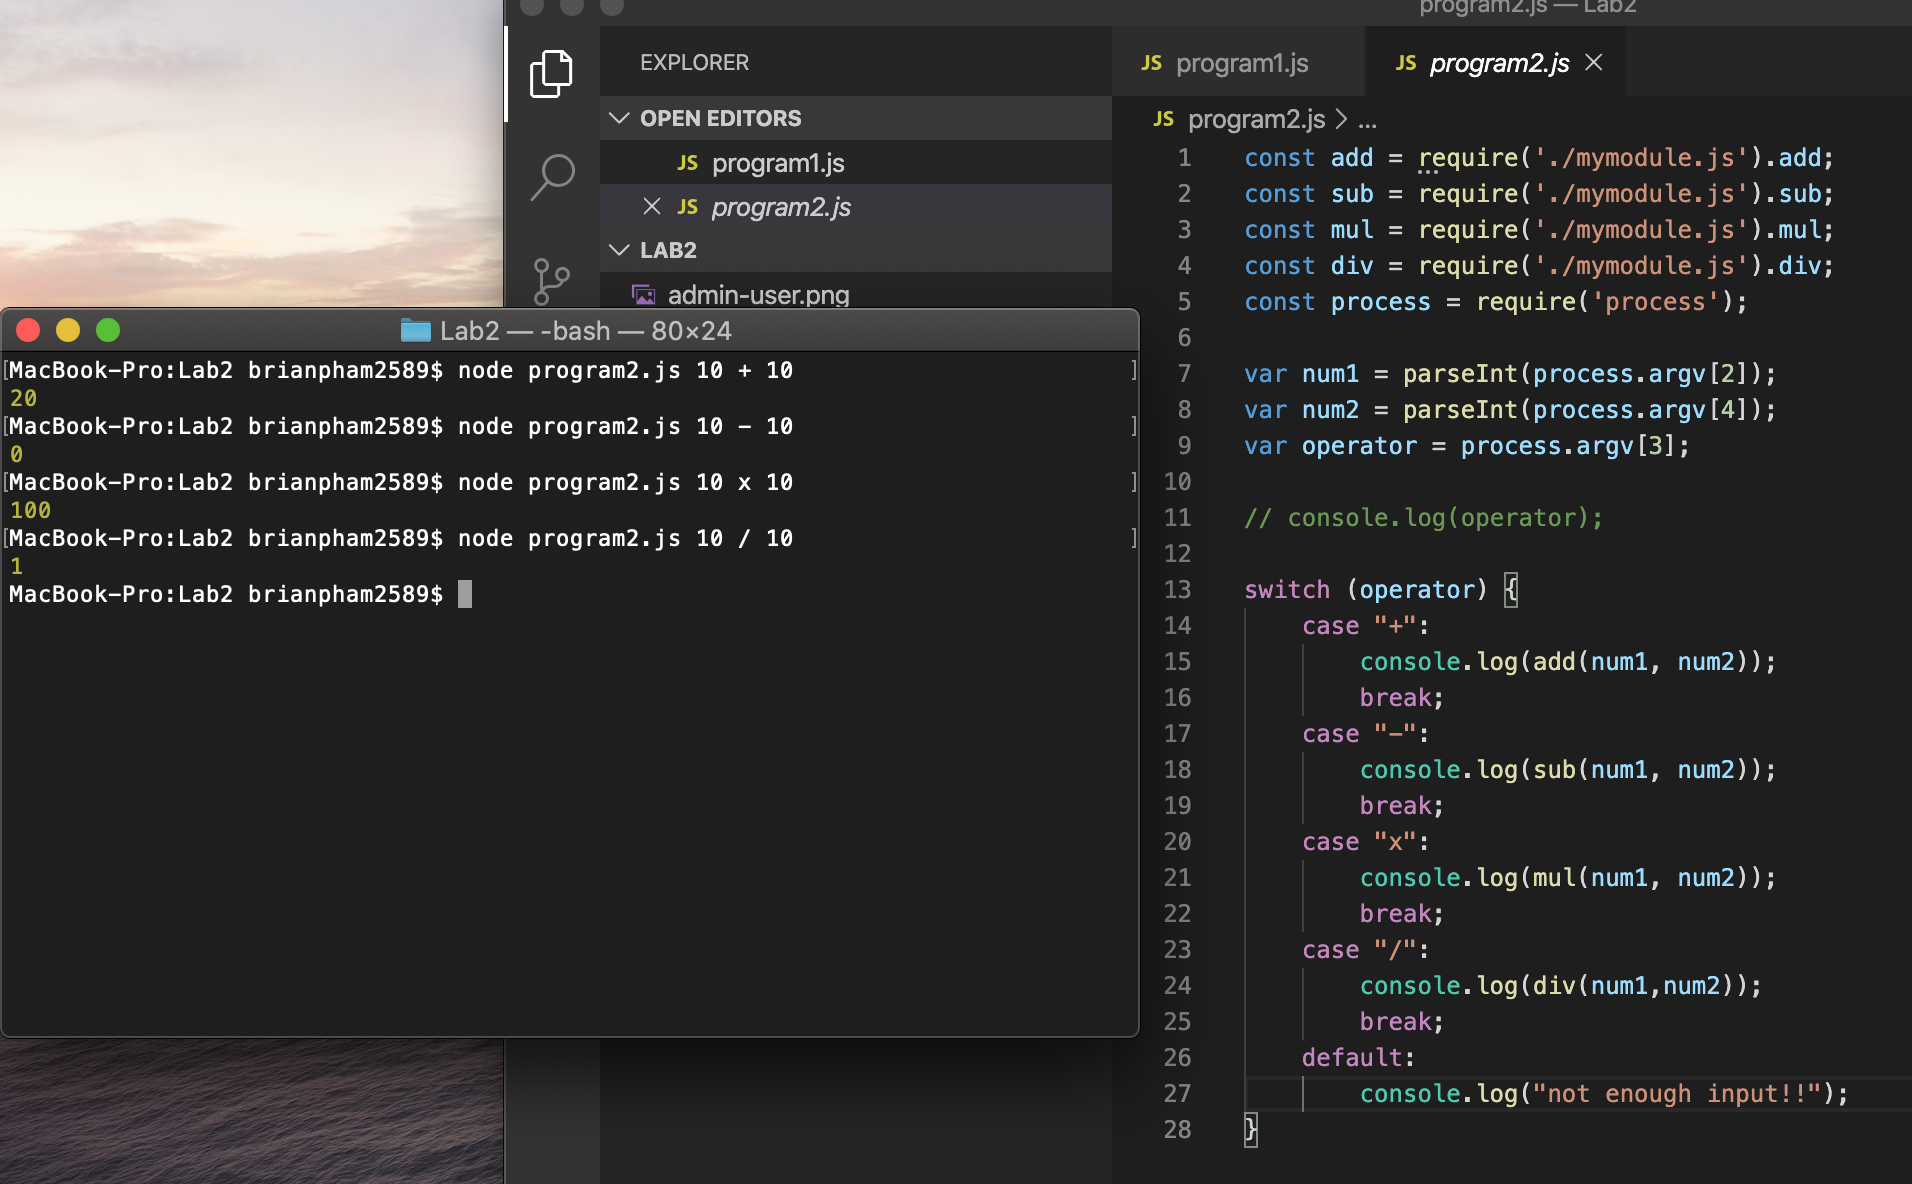 program2.js — Lab2
EXPLORER
OPEN EDITORS
JS program1.js
JS program2.js
LAB2
admin-user.png
JS program1.js
JS program2.js
JS program2.js > ...
1 const add = require('./mymodule.js').add;
2 const sub = require('./mymodule.js').sub;
3 const mul = require('./mymodule.js').mul;
4 const div = require('./mymodule.js').div;
5 const process = require('process');
6
7 var num1 = parseInt(process.argv[2]);
8 var num2 = parseInt(process.argv[4]);
9 var operator = process.argv[3];
10
11 // console.log(operator);
12
13 switch (operator) {
14 case "+":
15 console.log(add(num1, num2));
16 break;
17 case "-":
18 console.log(sub(num1, num2));
19 break;
20 case "x":
21 console.log(mul(num1, num2));
22 break;
23 case "/":
24 console.log(div(num1,num2));
25 break;
26 default:
27 console.log("not enough input!!");
28 }
Lab2 — -bash — 80×24
[MacBook-Pro:Lab2 brianpham2589$ node program2.js 10 + 10 ]
20
[MacBook-Pro:Lab2 brianpham2589$ node program2.js 10 - 10 ]
0
[MacBook-Pro:Lab2 brianpham2589$ node program2.js 10 x 10 ]
100
[MacBook-Pro:Lab2 brianpham2589$ node program2.js 10 / 10 ]
1
MacBook-Pro:Lab2 brianpham2589$